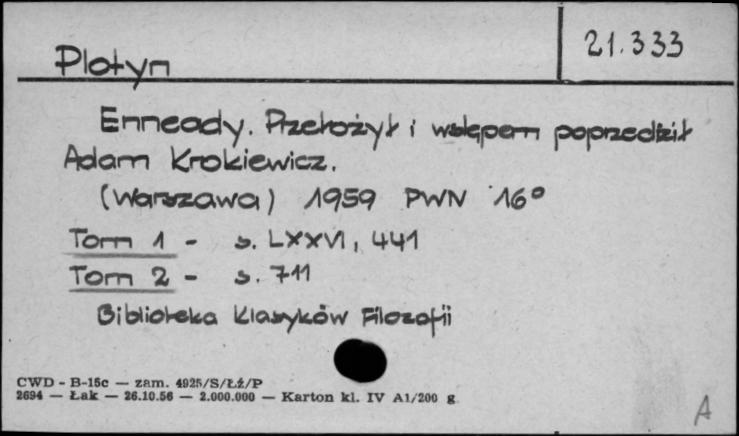 21.333
Plotyn
Enneady. Przełożył i wstępem poprzedził
Adam Krokiewicz.
(Warszawa) 1959 PWN 16°
Tom 1 - s. LXXVI, 441
Tom 2 - s. 711
Biblioteka Klasyków Filozofii
CWD - B-15c — zam. 4925/S/Łź/P
2694 — Łak — 26.10.56 — 2.000.000 — Karton kl. IV A1/200 g
A